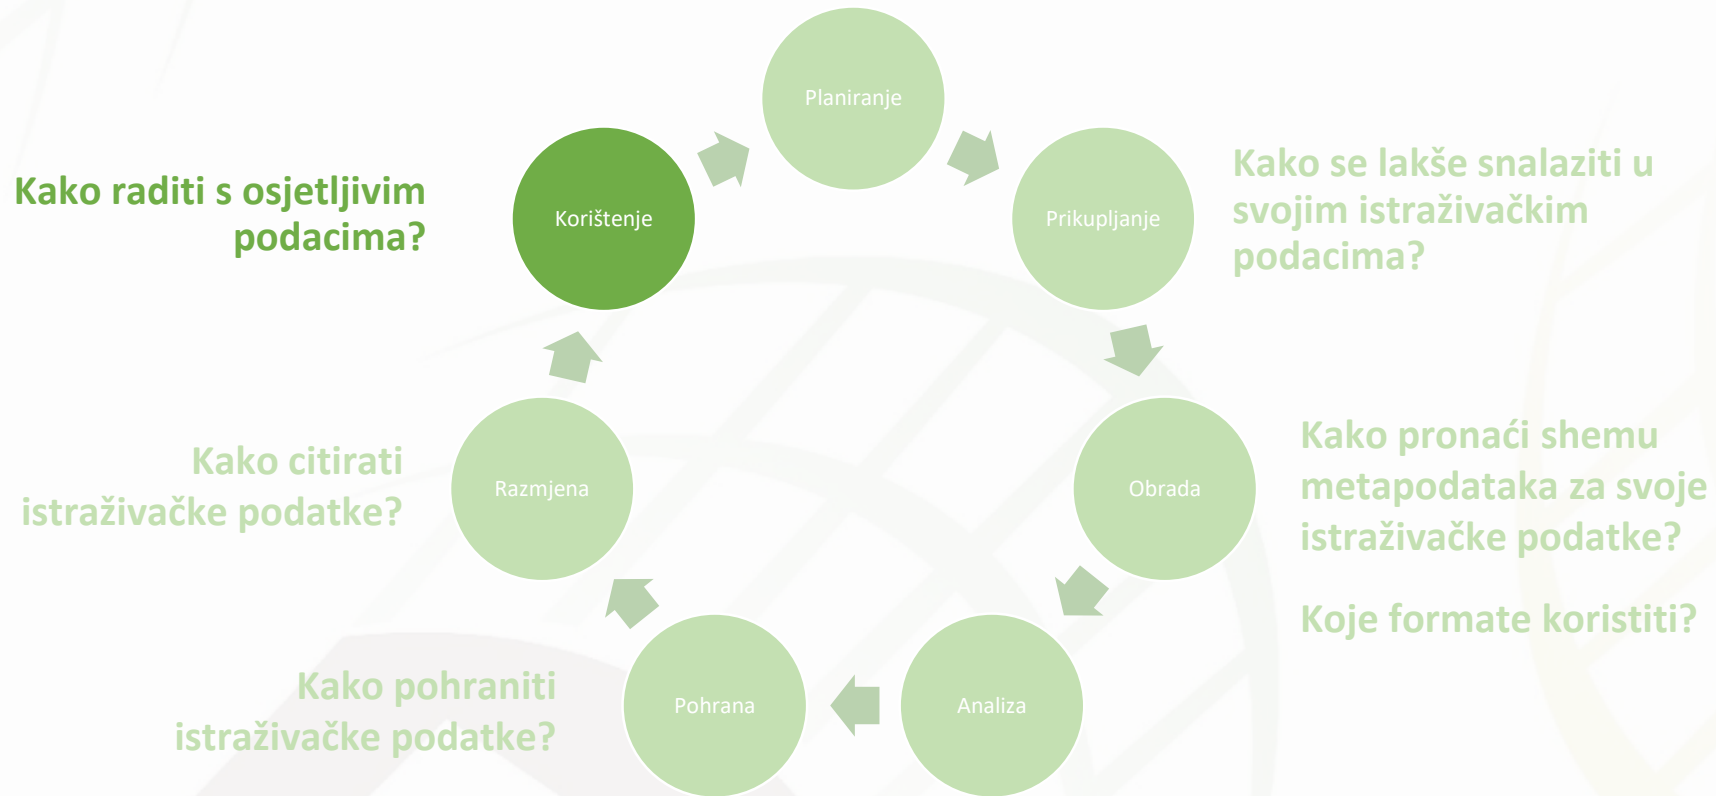 Planiranje
Kako raditi s osjetljivim
podacima?
Korištenje
Prikupljanje
Kako se lakše snalaziti u
svojim istraživačkim
podacima?
Kako citirati
istraživačke podatke?
Razmjena
Obrada
Kako pronaći shemu
metapodataka za svoje
istraživačke podatke?
Koje formate koristiti?
Kako pohraniti
istraživačke podatke?
Pohrana
Analiza